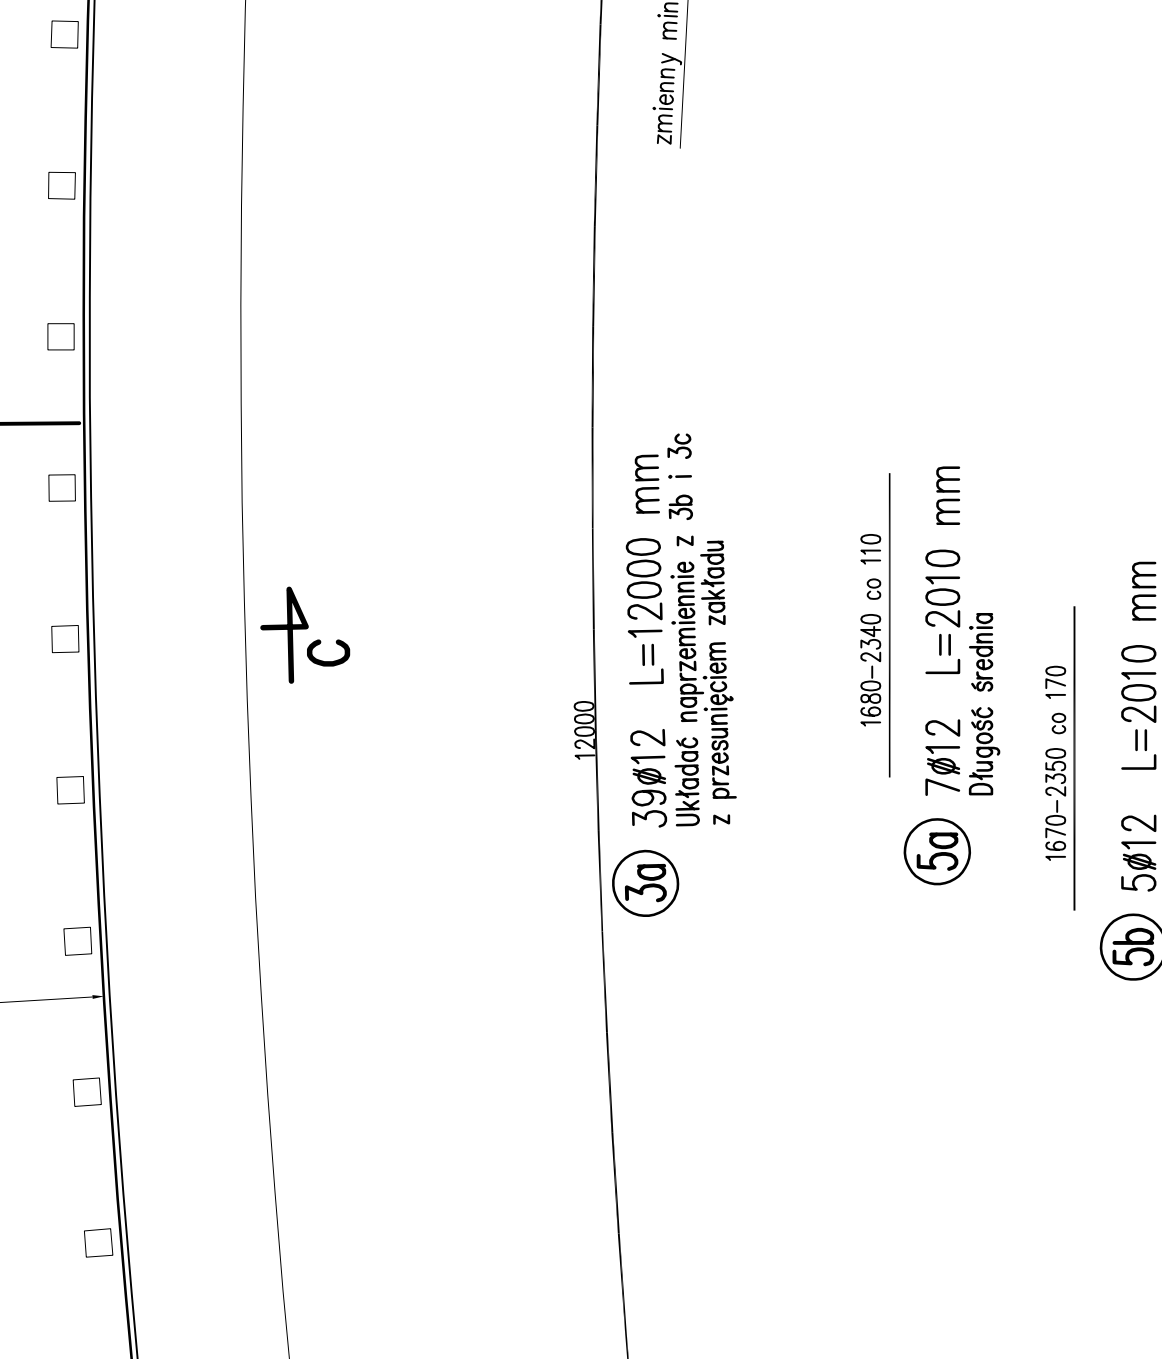 zmienny min
C
12000
3a 39ø12 L=12000 mm
Układać naprzemiennie z 3b i 3c
z przesunięciem zakładu
1680-2340 co 110
5a 7ø12 L=2010 mm
Długość średnia
1670-2350 co 170
5b 5ø12 L=2010 mm